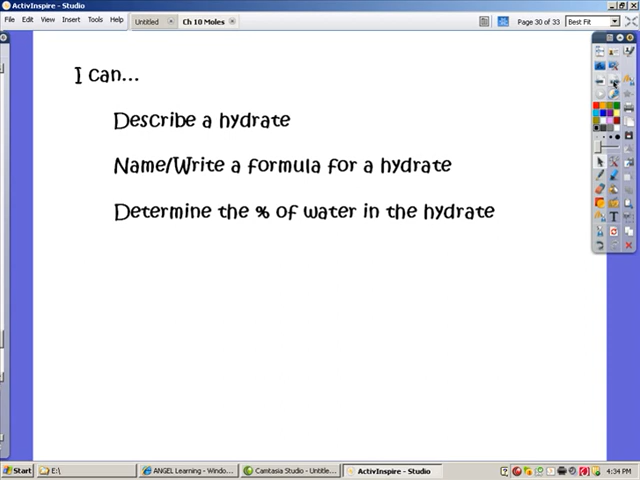 ActivInspire - Studio
File Edit View Insert Tools Help
Untitled
Ch 10 Moles
Page 30 of 33
Best Fit
I can...
Describe a hydrate
Name/Write a formula for a hydrate
Determine the % of water in the hydrate
T
Start
E:\
ANGEL Learning - Windo...
Camtasia Studio - Untitle...
ActivInspire - Studio
4:34 PM